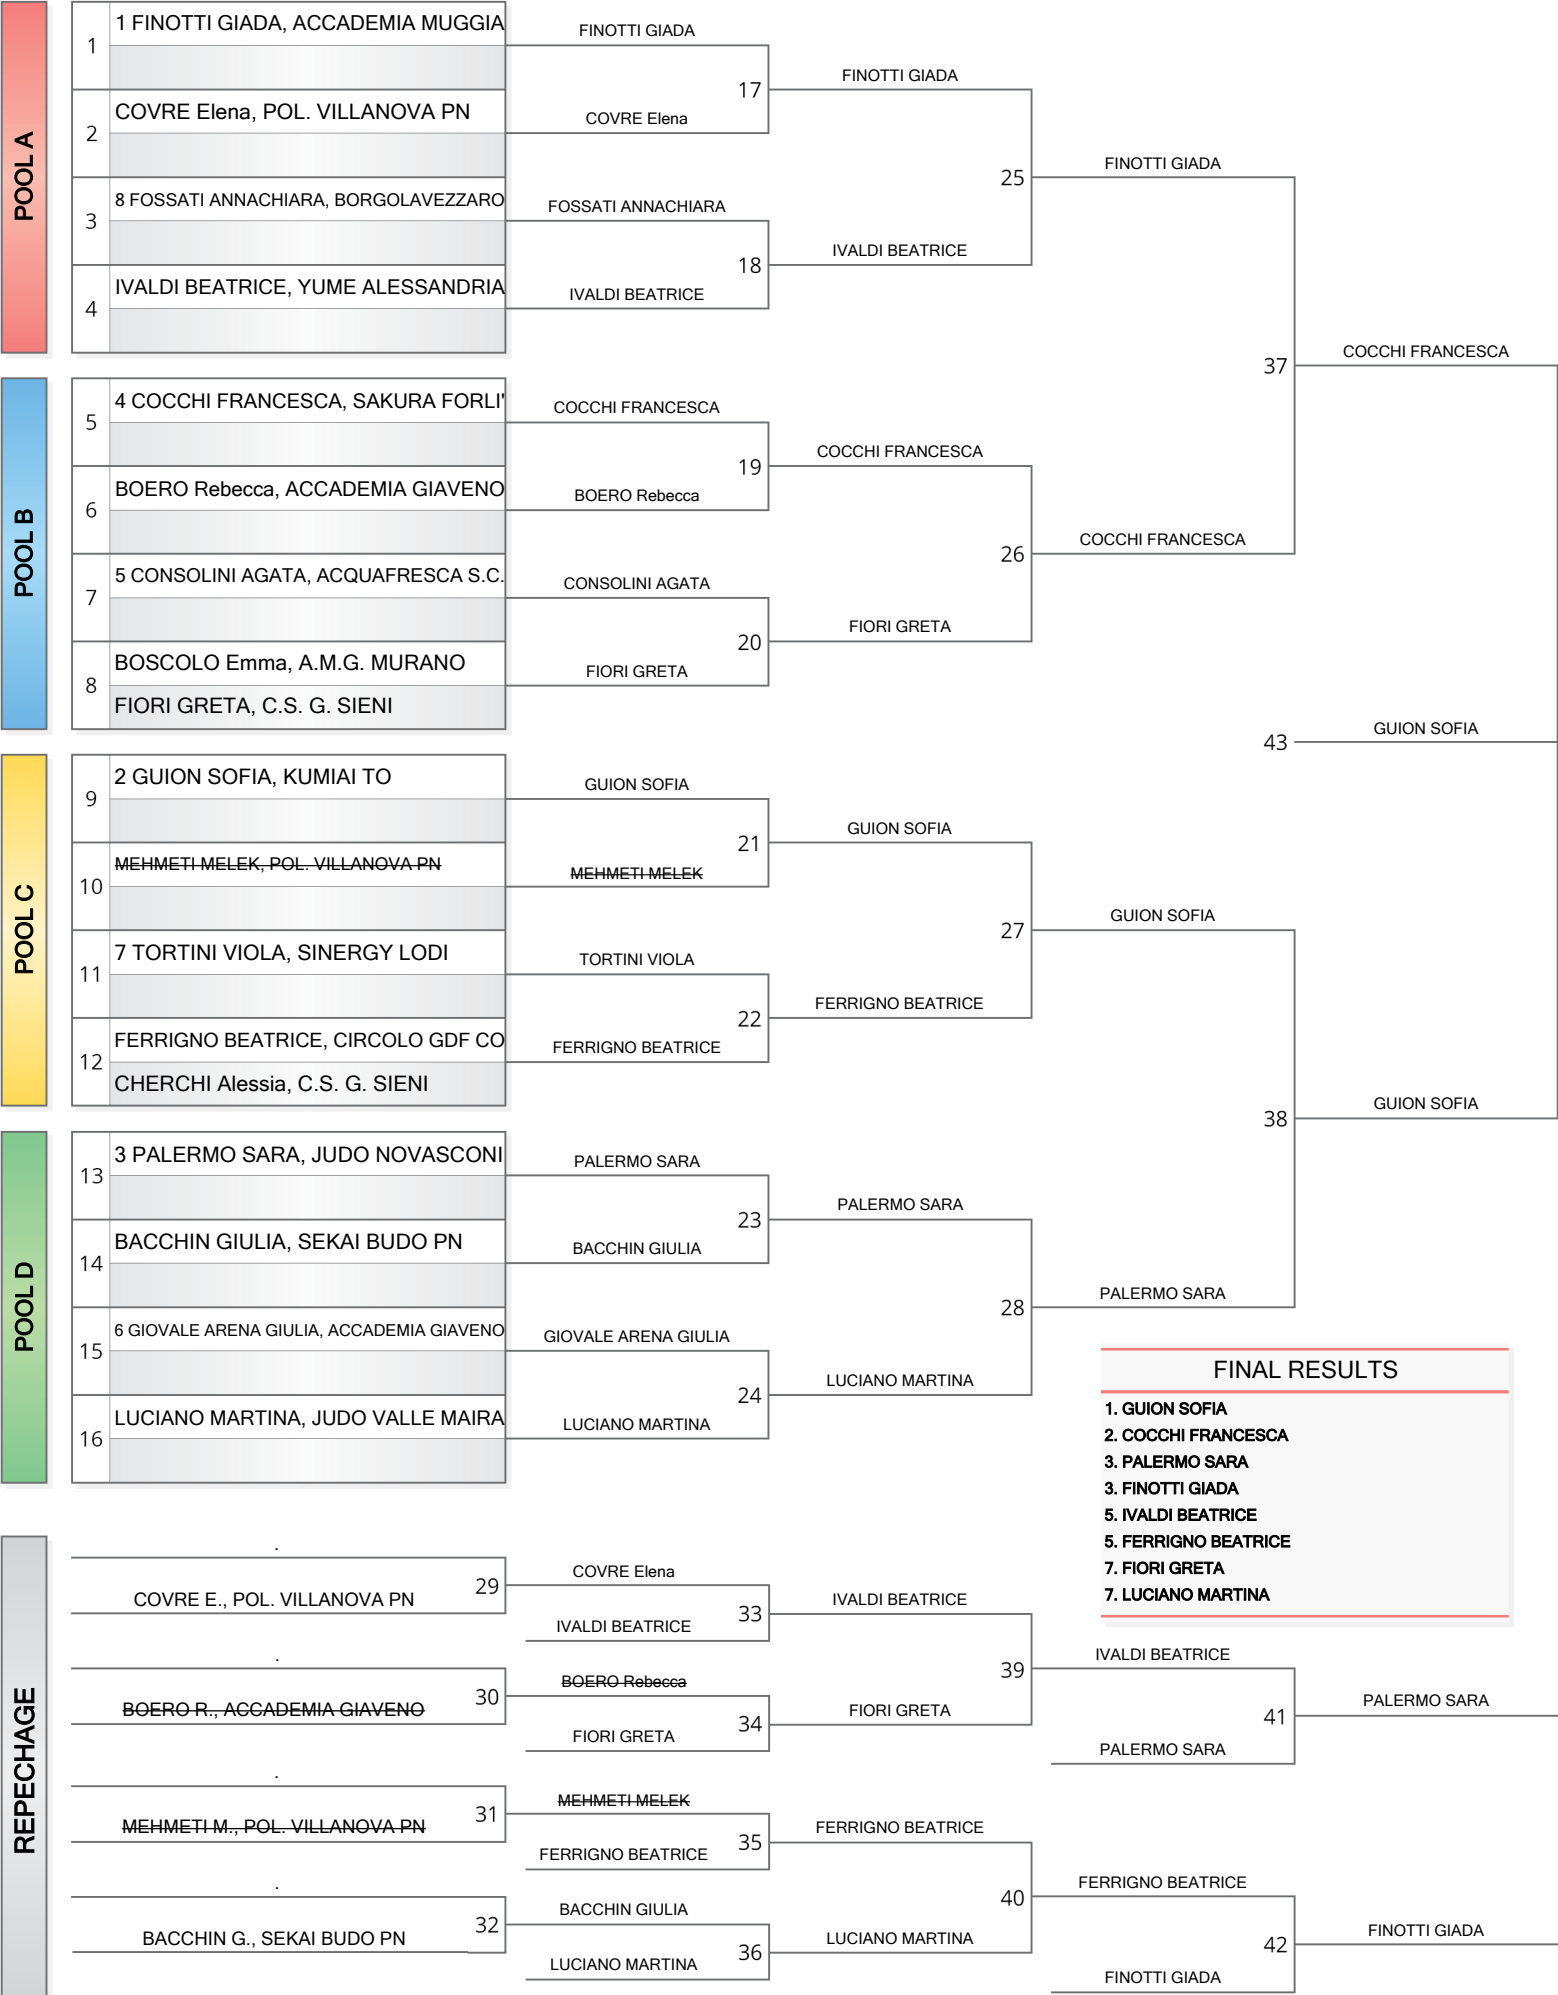 POOL A
1
1 FINOTTI GIADA, ACCADEMIA MUGGIA
2
COVRE Elena, POL. VILLANOVA PN
3
8 FOSSATI ANNACHIARA, BORGOLAVEZZARO
4
IVALDI BEATRICE, YUME ALESSANDRIA
FINOTTI GIADA
17
COVRE Elena
FOSSATI ANNACHIARA
18
IVALDI BEATRICE
FINOTTI GIADA
25
IVALDI BEATRICE
FINOTTI GIADA
POOL B
5
4 COCCHI FRANCESCA, SAKURA FORLI'
6
BOERO Rebecca, ACCADEMIA GIAVENO
7
5 CONSOLINI AGATA, ACQUAFRESCA S.C.
8
BOSCOLO Emma, A.M.G. MURANO
FIORI GRETA, C.S. G. SIENI
COCCHI FRANCESCA
19
BOERO Rebecca
CONSOLINI AGATA
20
FIORI GRETA
COCCHI FRANCESCA
26
FIORI GRETA
COCCHI FRANCESCA
37
COCCHI FRANCESCA
43
GUION SOFIA
POOL C
9
2 GUION SOFIA, KUMIAI TO
10
MEHMETI MELEK, POL. VILLANOVA PN
11
7 TORTINI VIOLA, SINERGY LODI
12
FERRIGNO BEATRICE, CIRCOLO GDF CO
CHERCHI Alessia, C.S. G. SIENI
GUION SOFIA
21
MEHMETI MELEK
TORTINI VIOLA
22
FERRIGNO BEATRICE
GUION SOFIA
27
FERRIGNO BEATRICE
GUION SOFIA
38
GUION SOFIA
POOL D
13
3 PALERMO SARA, JUDO NOVASCONI
14
BACCHIN GIULIA, SEKAI BUDO PN
15
6 GIOVALE ARENA GIULIA, ACCADEMIA GIAVENO
16
LUCIANO MARTINA, JUDO VALLE MAIRA
PALERMO SARA
23
BACCHIN GIULIA
GIOVALE ARENA GIULIA
24
LUCIANO MARTINA
PALERMO SARA
28
LUCIANO MARTINA
PALERMO SARA
FINAL RESULTS
1. GUION SOFIA
2. COCCHI FRANCESCA
3. PALERMO SARA
3. FINOTTI GIADA
5. IVALDI BEATRICE
5. FERRIGNO BEATRICE
7. FIORI GRETA
7. LUCIANO MARTINA
REPECHAGE
.
29
COVRE E., POL. VILLANOVA PN
.
30
BOERO R., ACCADEMIA GIAVENO
.
31
MEHMETI M., POL. VILLANOVA PN
.
32
BACCHIN G., SEKAI BUDO PN
COVRE Elena
33
IVALDI BEATRICE
BOERO Rebecca
34
FIORI GRETA
MEHMETI MELEK
35
FERRIGNO BEATRICE
BACCHIN GIULIA
36
LUCIANO MARTINA
IVALDI BEATRICE
39
FIORI GRETA
FERRIGNO BEATRICE
40
LUCIANO MARTINA
IVALDI BEATRICE
41
PALERMO SARA
FERRIGNO BEATRICE
42
FINOTTI GIADA
PALERMO SARA
FINOTTI GIADA